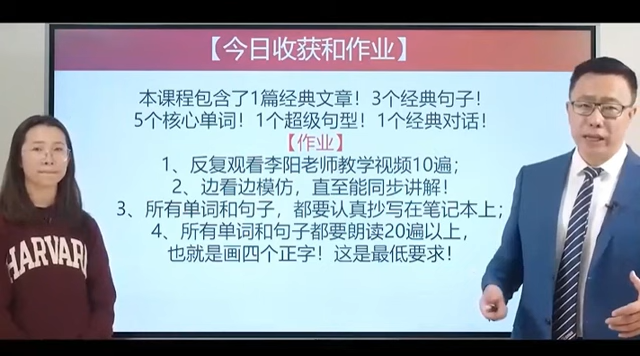 【今日收获和作业】
本课程包含了1篇经典文章！3个经典句子！
5个核心单词！1个超级句型！1个经典对话！
【作业】
1、反复观看李阳老师教学视频10遍；
2、边看边模仿，直至能同步讲解！
3、所有单词和句子，都要认真抄写在笔记本上；
4、所有单词和句子都要朗读20遍以上，
也就是画四个正字！这是最低要求！
HARVARD